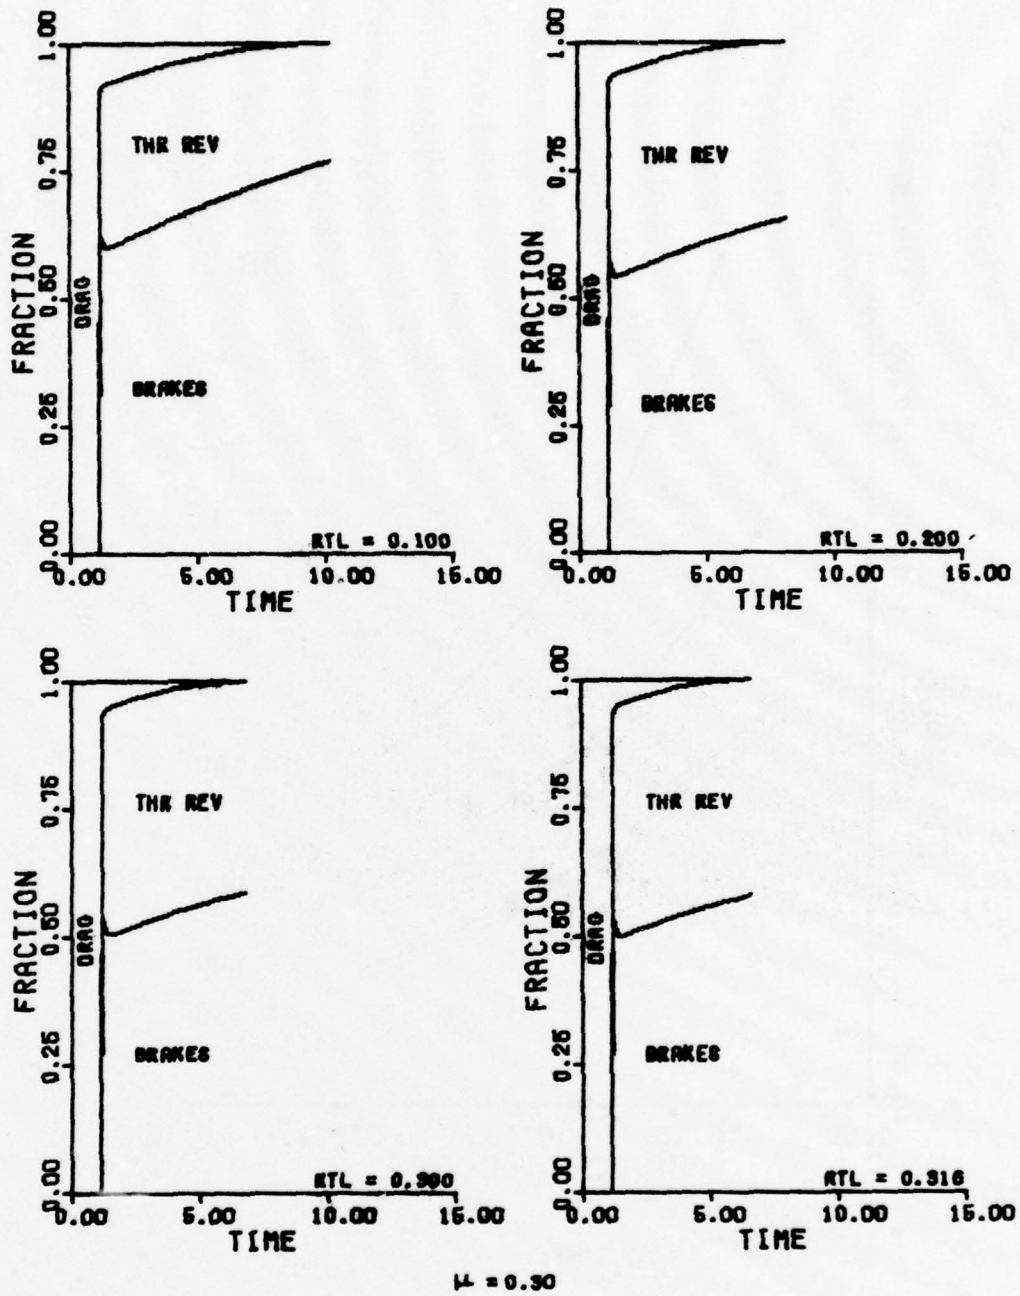 1.00
0.75
0.50
0.25
0.00
FRACTION
DRAG
THR REV
BRAKES
RTL = 0.100
0.00 5.00 10.00 15.00
TIME
1.00
0.75
0.50
0.25
0.00
FRACTION
DRAG
THR REV
BRAKES
RTL = 0.200
0.00 5.00 10.00 15.00
TIME
1.00
0.75
0.50
0.25
0.00
FRACTION
DRAG
THR REV
BRAKES
RTL = 0.300
0.00 5.00 10.00 15.00
TIME
1.00
0.75
0.50
0.25
0.00
FRACTION
DRAG
THR REV
BRAKES
RTL = 0.316
0.00 5.00 10.00 15.00
TIME
μ = 0.30